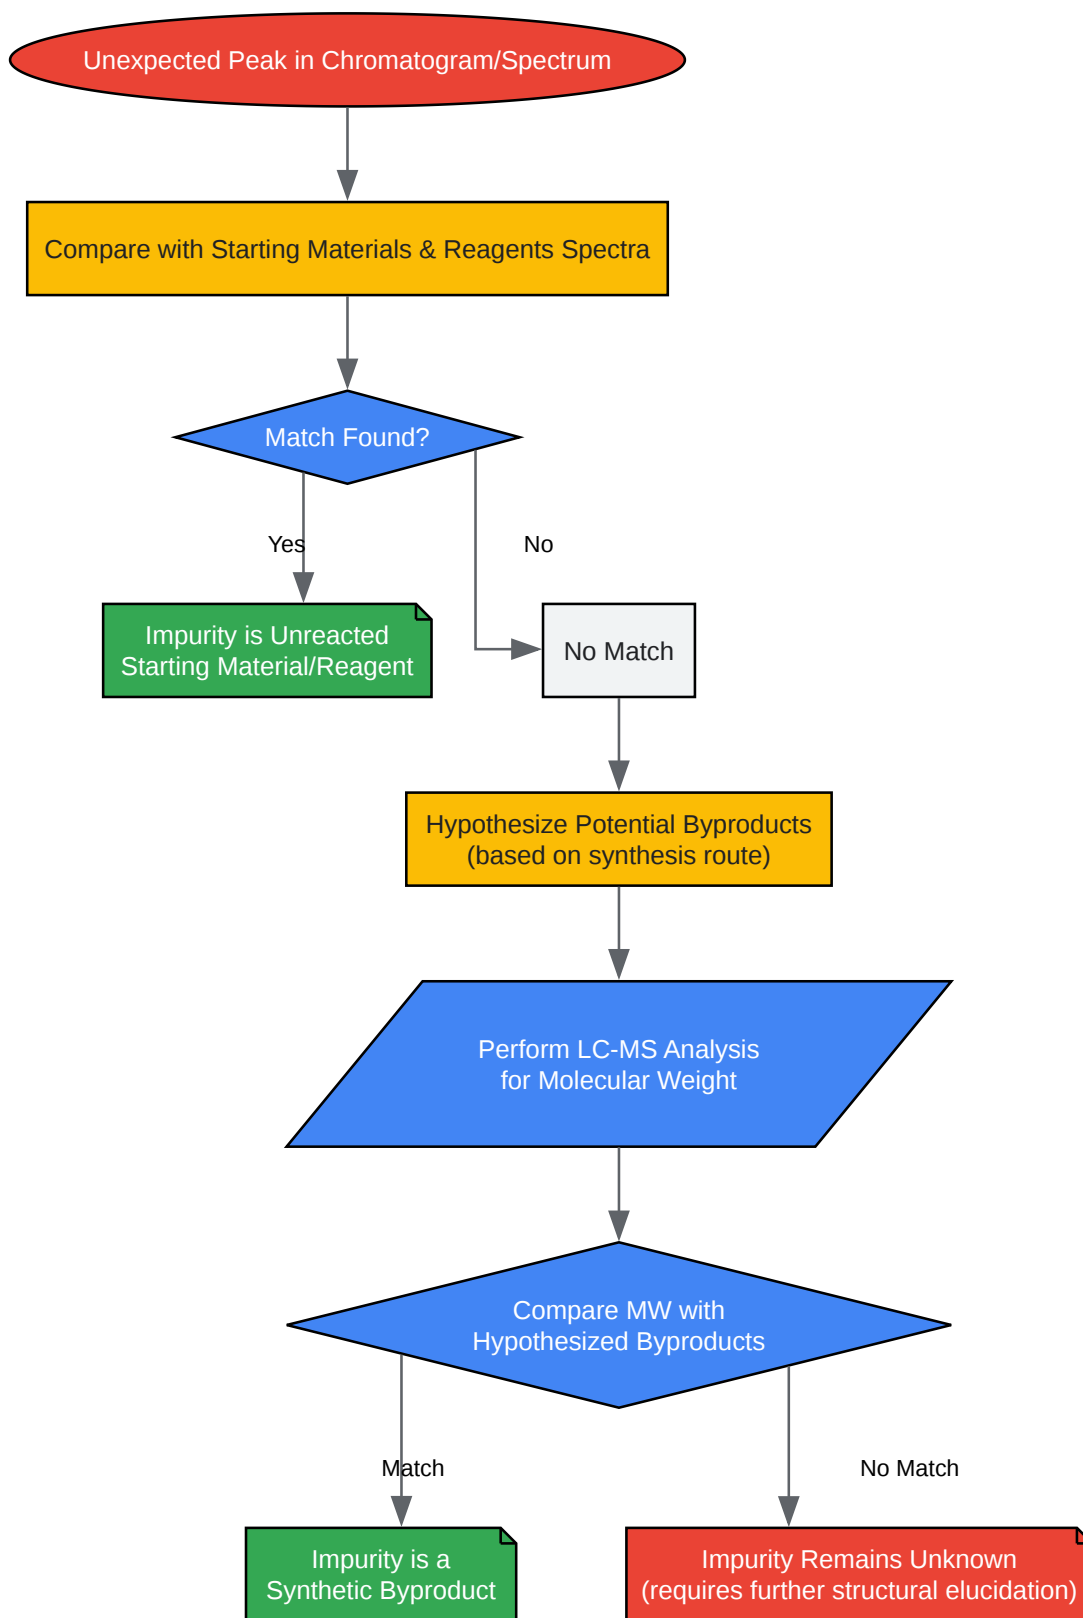 Unexpected Peak in Chromatogram/Spectrum
Compare with Starting Materials & Reagents Spectra
Match Found?
Yes
No
Impurity is Unreacted
Starting Material/Reagent
No Match
Hypothesize Potential Byproducts
(based on synthesis route)
Perform LC-MS Analysis
for Molecular Weight
Compare MW with
Hypothesized Byproducts
Match
No Match
Impurity is a
Synthetic Byproduct
Impurity Remains Unknown
(requires further structural elucidation)